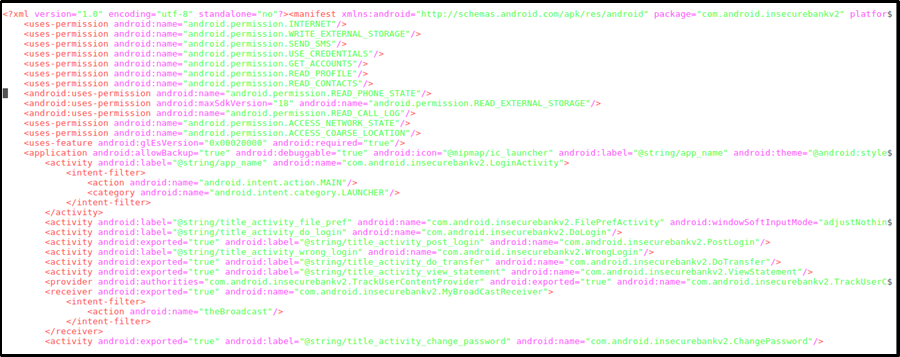 <?xml version="1.0" encoding="utf-8" standalone="no"?><manifest xmlns:android="http://schemas.android.com/apk/res/android" package="com.android.insecurebankv2" platfor$
    <uses-permission android:name="android.permission.INTERNET"/>
    <uses-permission android:name="android.permission.WRITE_EXTERNAL_STORAGE"/>
    <uses-permission android:name="android.permission.SEND_SMS"/>
    <uses-permission android:name="android.permission.USE_CREDENTIALS"/>
    <uses-permission android:name="android.permission.GET_ACCOUNTS"/>
    <uses-permission android:name="android.permission.READ_PROFILE"/>
    <uses-permission android:name="android.permission.READ_CONTACTS"/>
    <android:uses-permission android:name="android.permission.READ_PHONE_STATE"/>
    <android:uses-permission android:maxSdkVersion="18" android:name="android.permission.READ_EXTERNAL_STORAGE"/>
    <android:uses-permission android:name="android.permission.READ_CALL_LOG"/>
    <uses-permission android:name="android.permission.ACCESS_NETWORK_STATE"/>
    <uses-permission android:name="android.permission.ACCESS_COARSE_LOCATION"/>
    <uses-feature android:glEsVersion="0x00020000" android:required="true"/>
    <application android:allowBackup="true" android:debuggable="true" android:icon="@mipmap/ic_launcher" android:label="@string/app_name" android:theme="@android:style$
        <activity android:label="@string/app_name" android:name="com.android.insecurebankv2.LoginActivity">
            <intent-filter>
                <action android:name="android.intent.action.MAIN"/>
                <category android:name="android.intent.category.LAUNCHER"/>
            </intent-filter>
        </activity>
        <activity android:label="@string/title_activity_file_pref" android:name="com.android.insecurebankv2.FilePrefActivity" android:windowSoftInputMode="adjustNothin$
        <activity android:label="@string/title_activity_do_login" android:name="com.android.insecurebankv2.DoLogin"/>
        <activity android:exported="true" android:label="@string/title_activity_post_login" android:name="com.android.insecurebankv2.PostLogin"/>
        <activity android:label="@string/title_activity_wrong_login" android:name="com.android.insecurebankv2.WrongLogin"/>
        <activity android:exported="true" android:label="@string/title_activity_do_transfer" android:name="com.android.insecurebankv2.DoTransfer"/>
        <activity android:exported="true" android:label="@string/title_activity_view_statement" android:name="com.android.insecurebankv2.ViewStatement"/>
        <provider android:authorities="com.android.insecurebankv2.TrackUserContentProvider" android:exported="true" android:name="com.android.insecurebankv2.TrackUserC$
        <receiver android:exported="true" android:name="com.android.insecurebankv2.MyBroadCastReceiver">
            <intent-filter>
                <action android:name="theBroadcast"/>
            </intent-filter>
        </receiver>
        <activity android:exported="true" android:label="@string/title_activity_change_password" android:name="com.android.insecurebankv2.ChangePassword"/>